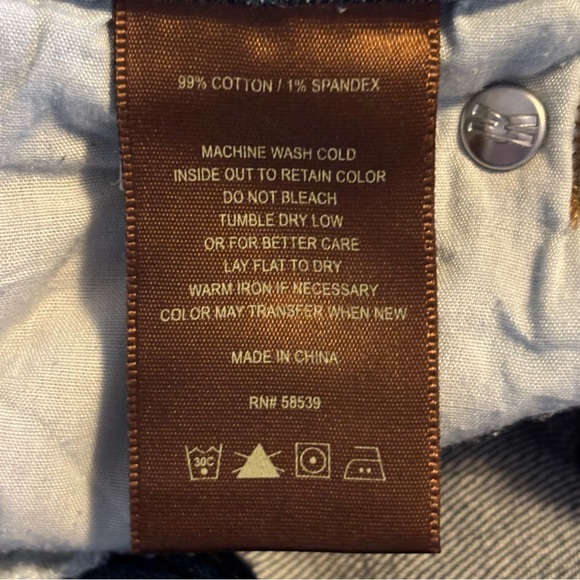 99% COTTON / 1% SPANDEX
MACHINE WASH COLD
INSIDE OUT TO RETAIN COLOR
DO NOT BLEACH
TUMBLE DRY LOW
OR FOR BETTER CARE
LAY FLAT TO DRY
WARM IRON IF NECESSARY
COLOR MAY TRANSFER WHEN NEW
MADE IN CHINA
RN# 58539
30C